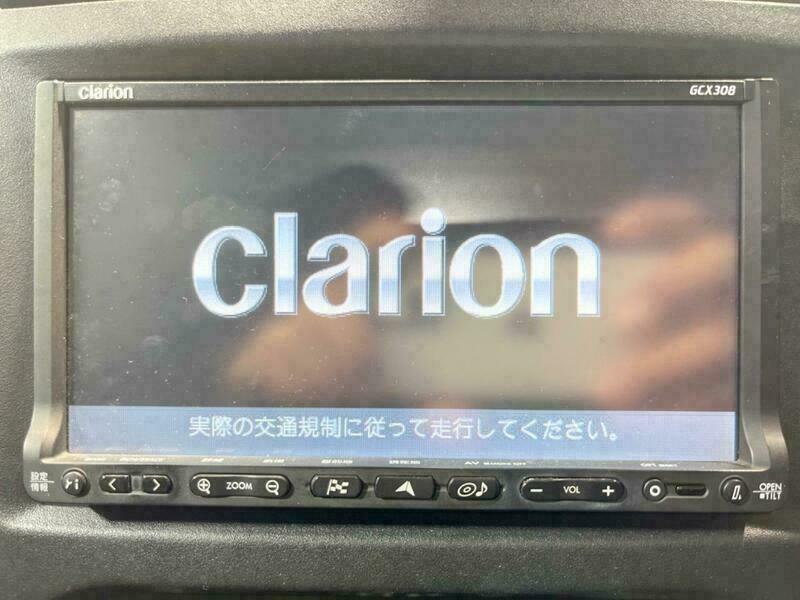 clarion
GCX308
clarion
実際の交通規制に従って走行してください。
設定
情報
ZOOM
VOL
OPEN
TILT